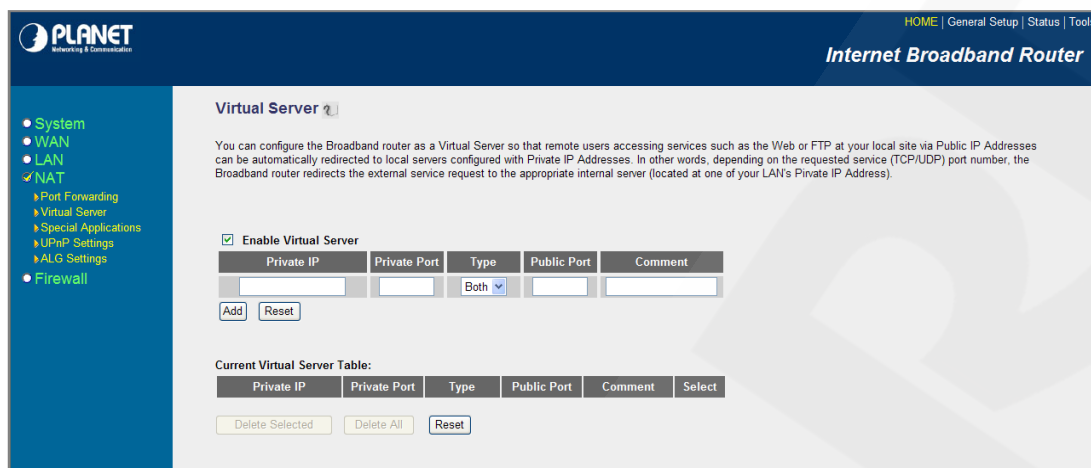 PLANET
Networking & Communication
HOME | General Setup | Status | Tools
Internet Broadband Router
System
WAN
LAN
NAT
Port Forwarding
Virtual Server
Special Applications
UPnP Settings
ALG Settings
Firewall
Virtual Server
You can configure the Broadband router as a Virtual Server so that remote users accessing services such as the Web or FTP at your local site via Public IP Addresses
can be automatically redirected to local servers configured with Private IP Addresses. In other words, depending on the requested service (TCP/UDP) port number, the
Broadband router redirects the external service request to the appropriate internal server (located at one of your LAN's Pivate IP Address).
Enable Virtual Server
Private IP Private Port Type Public Port Comment
Both
Add Reset
Current Virtual Server Table:
Private IP Private Port Type Public Port Comment Select
Delete Selected Delete All Reset